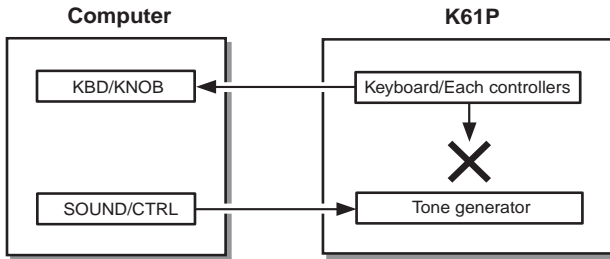 Computer
K61P
KBD/KNOB
Keyboard/Each controllers
SOUND/CTRL
Tone generator